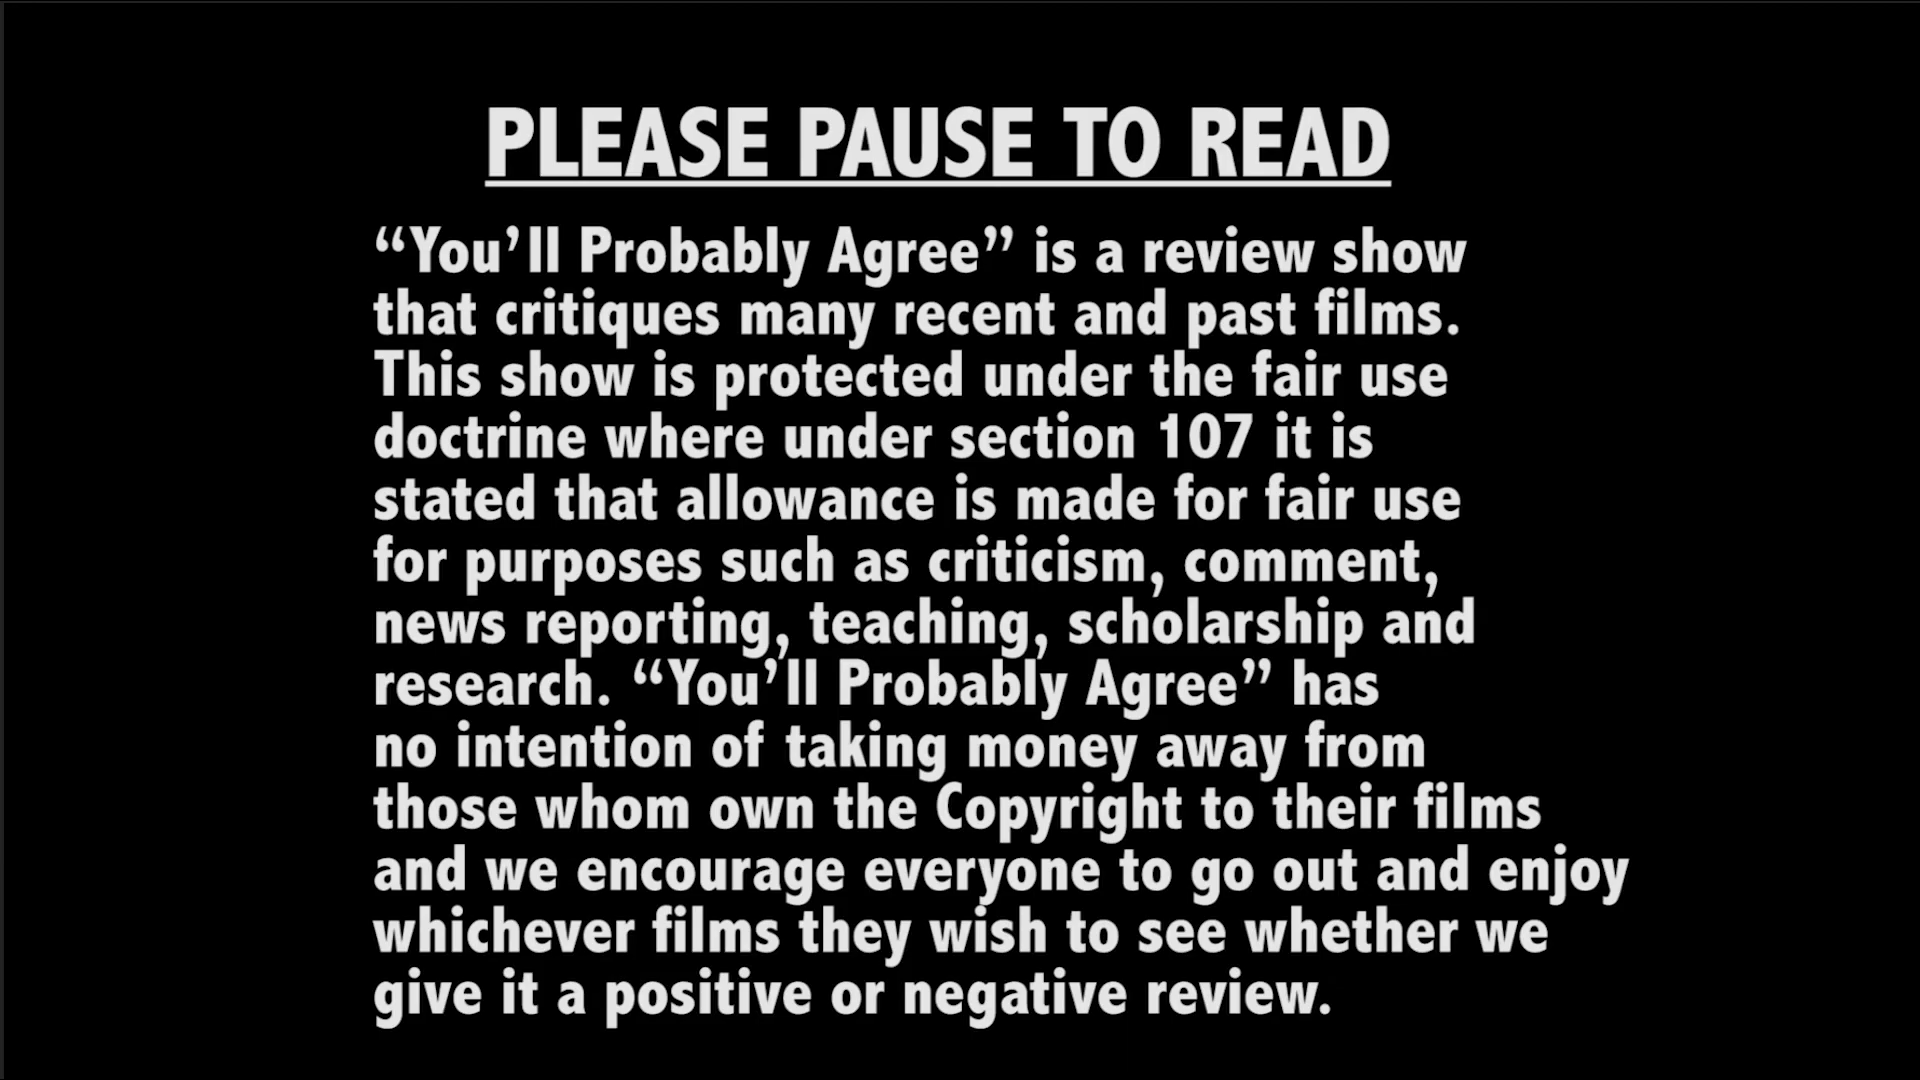 PLEASE PAUSE TO READ
“You’ll Probably Agree” is a review show
that critiques many recent and past films.
This show is protected under the fair use
doctrine where under section 107 it is
stated that allowance is made for fair use
for purposes such as criticism, comment,
news reporting, teaching, scholarship and
research. “You’ll Probably Agree” has
no intention of taking money away from
those whom own the Copyright to their films
and we encourage everyone to go out and enjoy
whichever films they wish to see whether we
give it a positive or negative review.